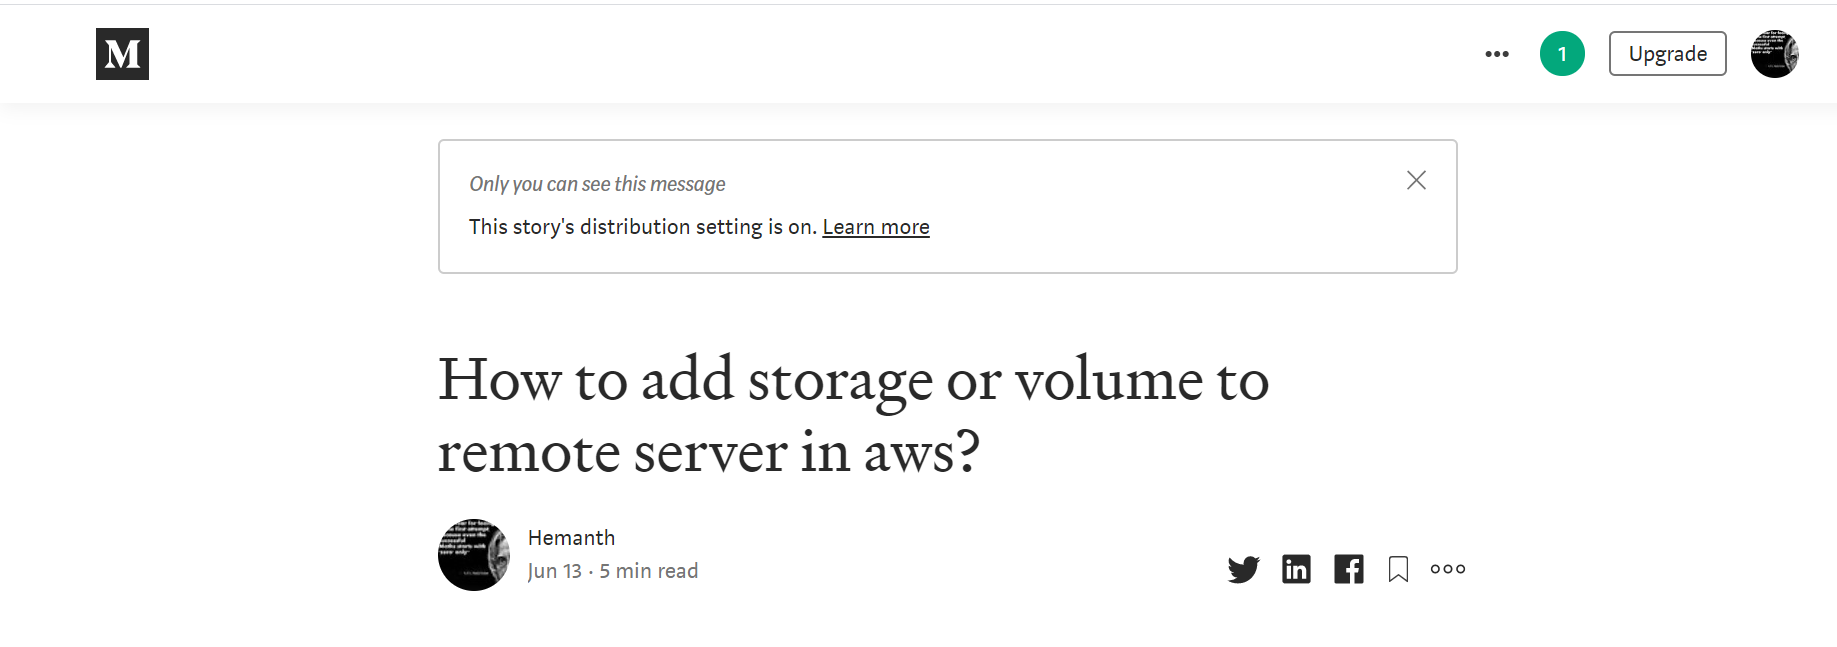 M
1
Upgrade
Only you can see this message
This story's distribution setting is on. Learn more
How to add storage or volume to
remote server in aws?
Hemanth
Jun 13 · 5 min read